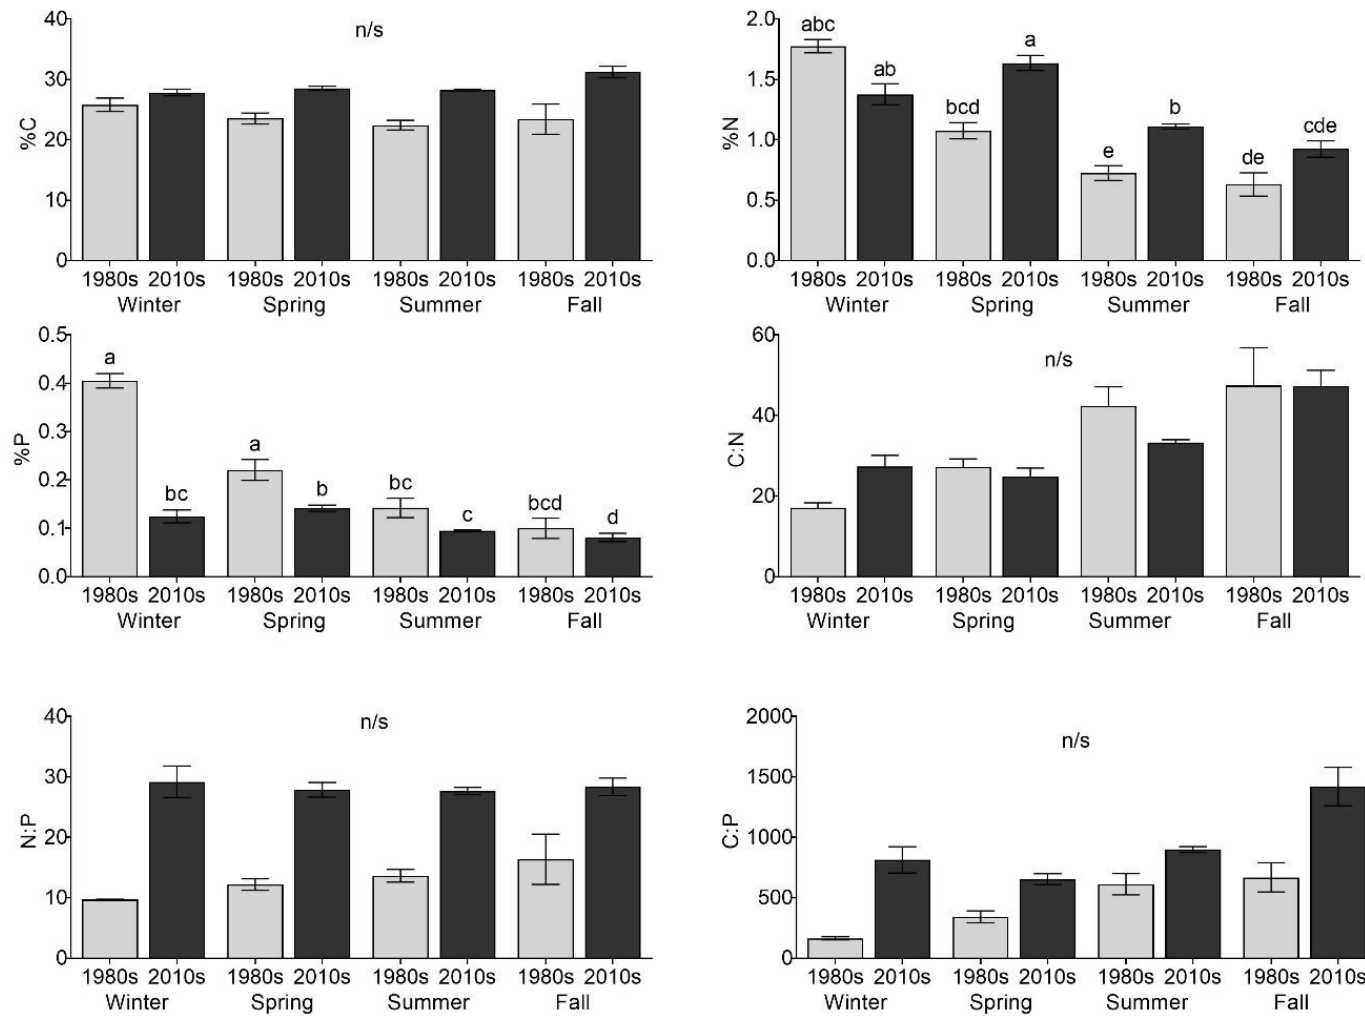 40
n/s
30
%C
20
10
0
1980s 2010s 1980s 2010s 1980s 2010s 1980s 2010s
Winter Spring Summer Fall
2.0
abc
a
ab
1.5
bcd
b
%N
1.0
cde
e
de
0.5
0.0
1980s 2010s 1980s 2010s 1980s 2010s 1980s 2010s
Winter Spring Summer Fall
0.5
a
0.4
0.3
%P
a
0.2
bc
b
bc
bcd
c
d
0.1
0.0
1980s 2010s 1980s 2010s 1980s 2010s 1980s 2010s
Winter Spring Summer Fall
60
n/s
40
C:N
20
0
1980s 2010s 1980s 2010s 1980s 2010s 1980s 2010s
Winter Spring Summer Fall
40
n/s
30
N:P
20
10
0
1980s 2010s 1980s 2010s 1980s 2010s 1980s 2010s
Winter Spring Summer Fall
2000
n/s
1500
C:P
1000
500
0
1980s 2010s 1980s 2010s 1980s 2010s 1980s 2010s
Winter Spring Summer Fall